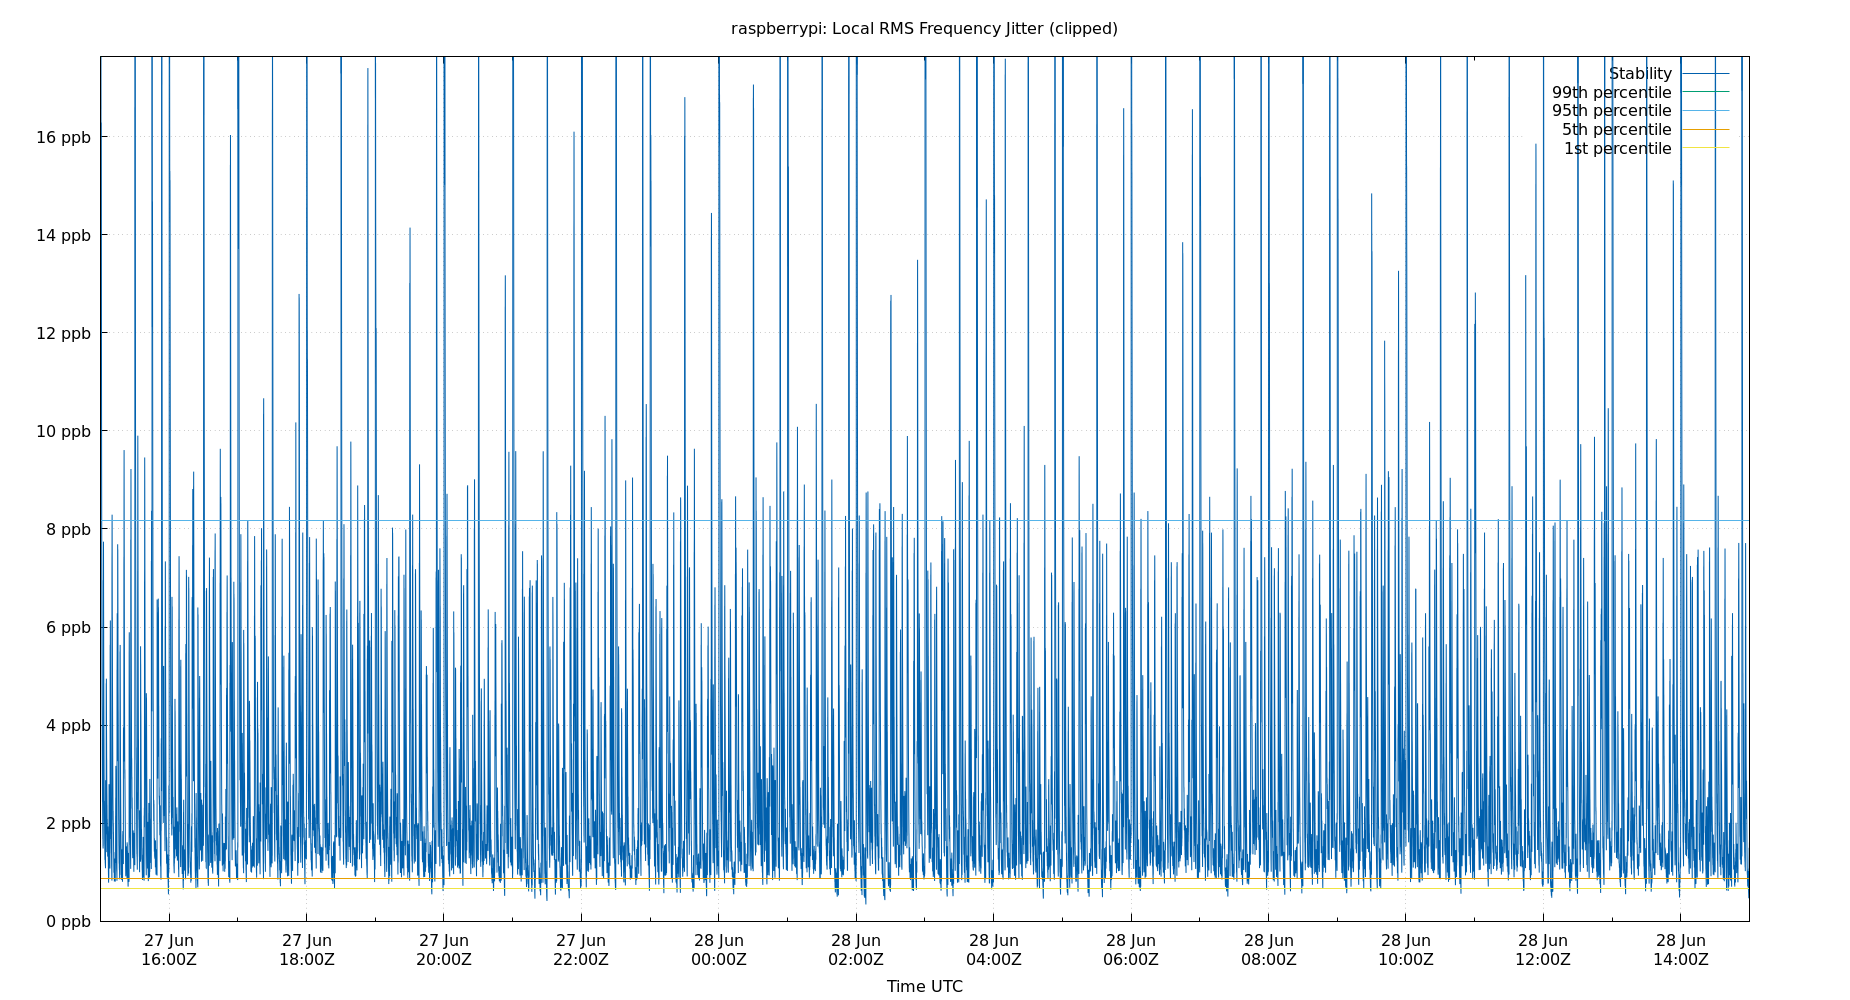 raspberrypi: Local RMS Frequency Jitter (clipped)
Stability
99th percentile
95th percentile
5th percentile
1st percentile
16 ppb
14 ppb
12 ppb
10 ppb
8 ppb
6 ppb
4 ppb
2 ppb
0 ppb
27 Jun 27 Jun 27 Jun 27 Jun 28 Jun 28 Jun 28 Jun 28 Jun 28 Jun 28 Jun 28 Jun 28 Jun
16:00Z 18:00Z 20:00Z 22:00Z 00:00Z 02:00Z 04:00Z 06:00Z 08:00Z 10:00Z 12:00Z 14:00Z
Time UTC